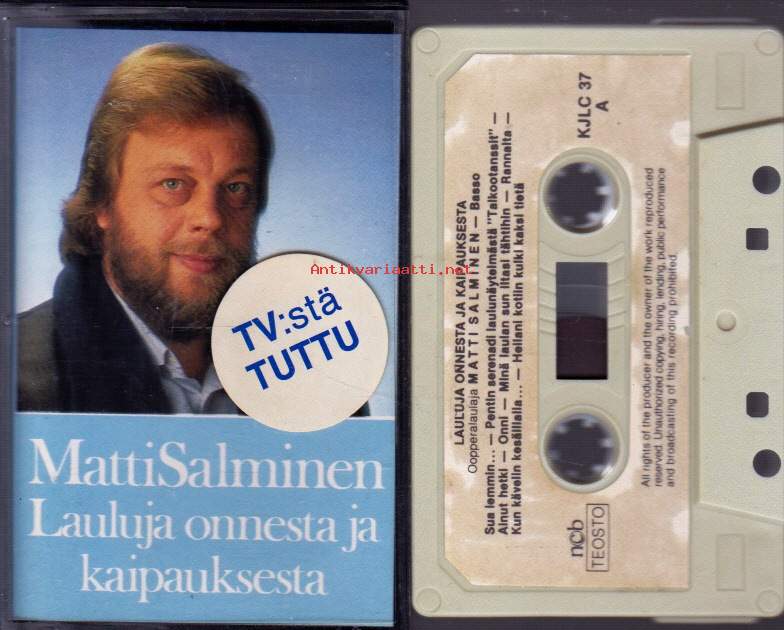 Antikvariaatti.net
TV:stä
TUTTU
Matti Salminen
Lauluja onnesta ja
kaipauksesta
LAULUJA ONNESTA JA KAIPAUKSESTA
Oopperalaulaja MATTI SALMINEN — Basso
Sua lemmin... — Pentin serenadi laulunäytelmästä "Talkootanssit" —
Ainut hetki — Onni — Minä laulan sun iltasi tähtihin — Rannalta —
Kun kävelin kesällalla... — Heilani kotiin kulki kaksi tietä
KJLC 37
A
ncb
TEOSTO
All rights of the producer and the owner of the work reproduced
reserved. Unauthorized copying, hiring, lending, public performance
and broadcasting of this recording prohibited.